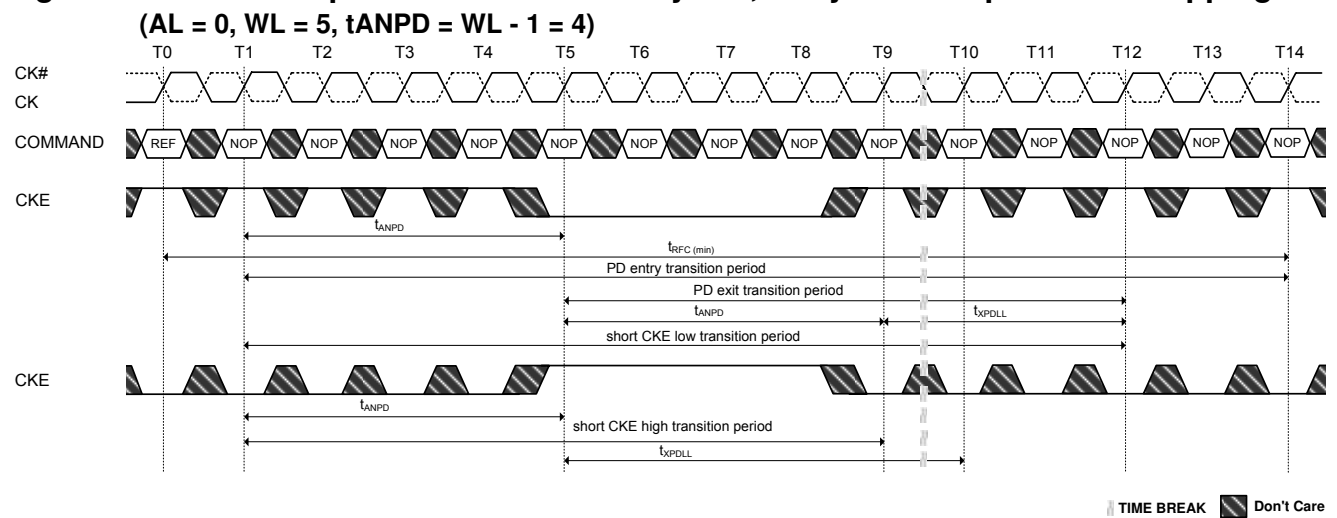 (AL = 0, WL = 5, tANPD = WL - 1 = 4)
T0 T1 T2 T3 T4 T5 T6 T7 T8 T9 T10 T11 T12 T13 T14
CK#
CK
COMMAND REF NOP NOP NOP NOP NOP NOP NOP NOP NOP NOP NOP NOP NOP NOP
CKE
tANPD
tRFC (min)
PD entry transition period
PD exit transition period
tANPD tXPDLL
short CKE low transition period
CKE
tANPD
short CKE high transition period
tXPDLL
TIME BREAK Don't Care